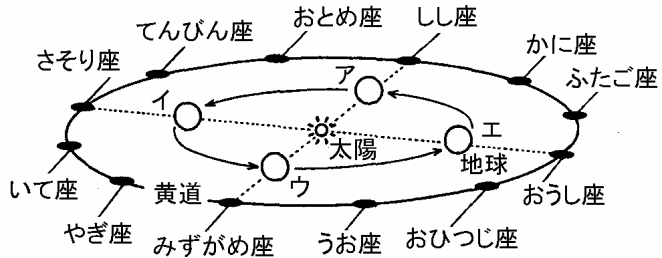 おとめ座
しし座
てんびん座
かに座
さそり座
ふたご座
ア
イ
エ
太陽
地球
ウ
いて座
黄道
おうし座
やぎ座
みずがめ座
うお座
おひつじ座